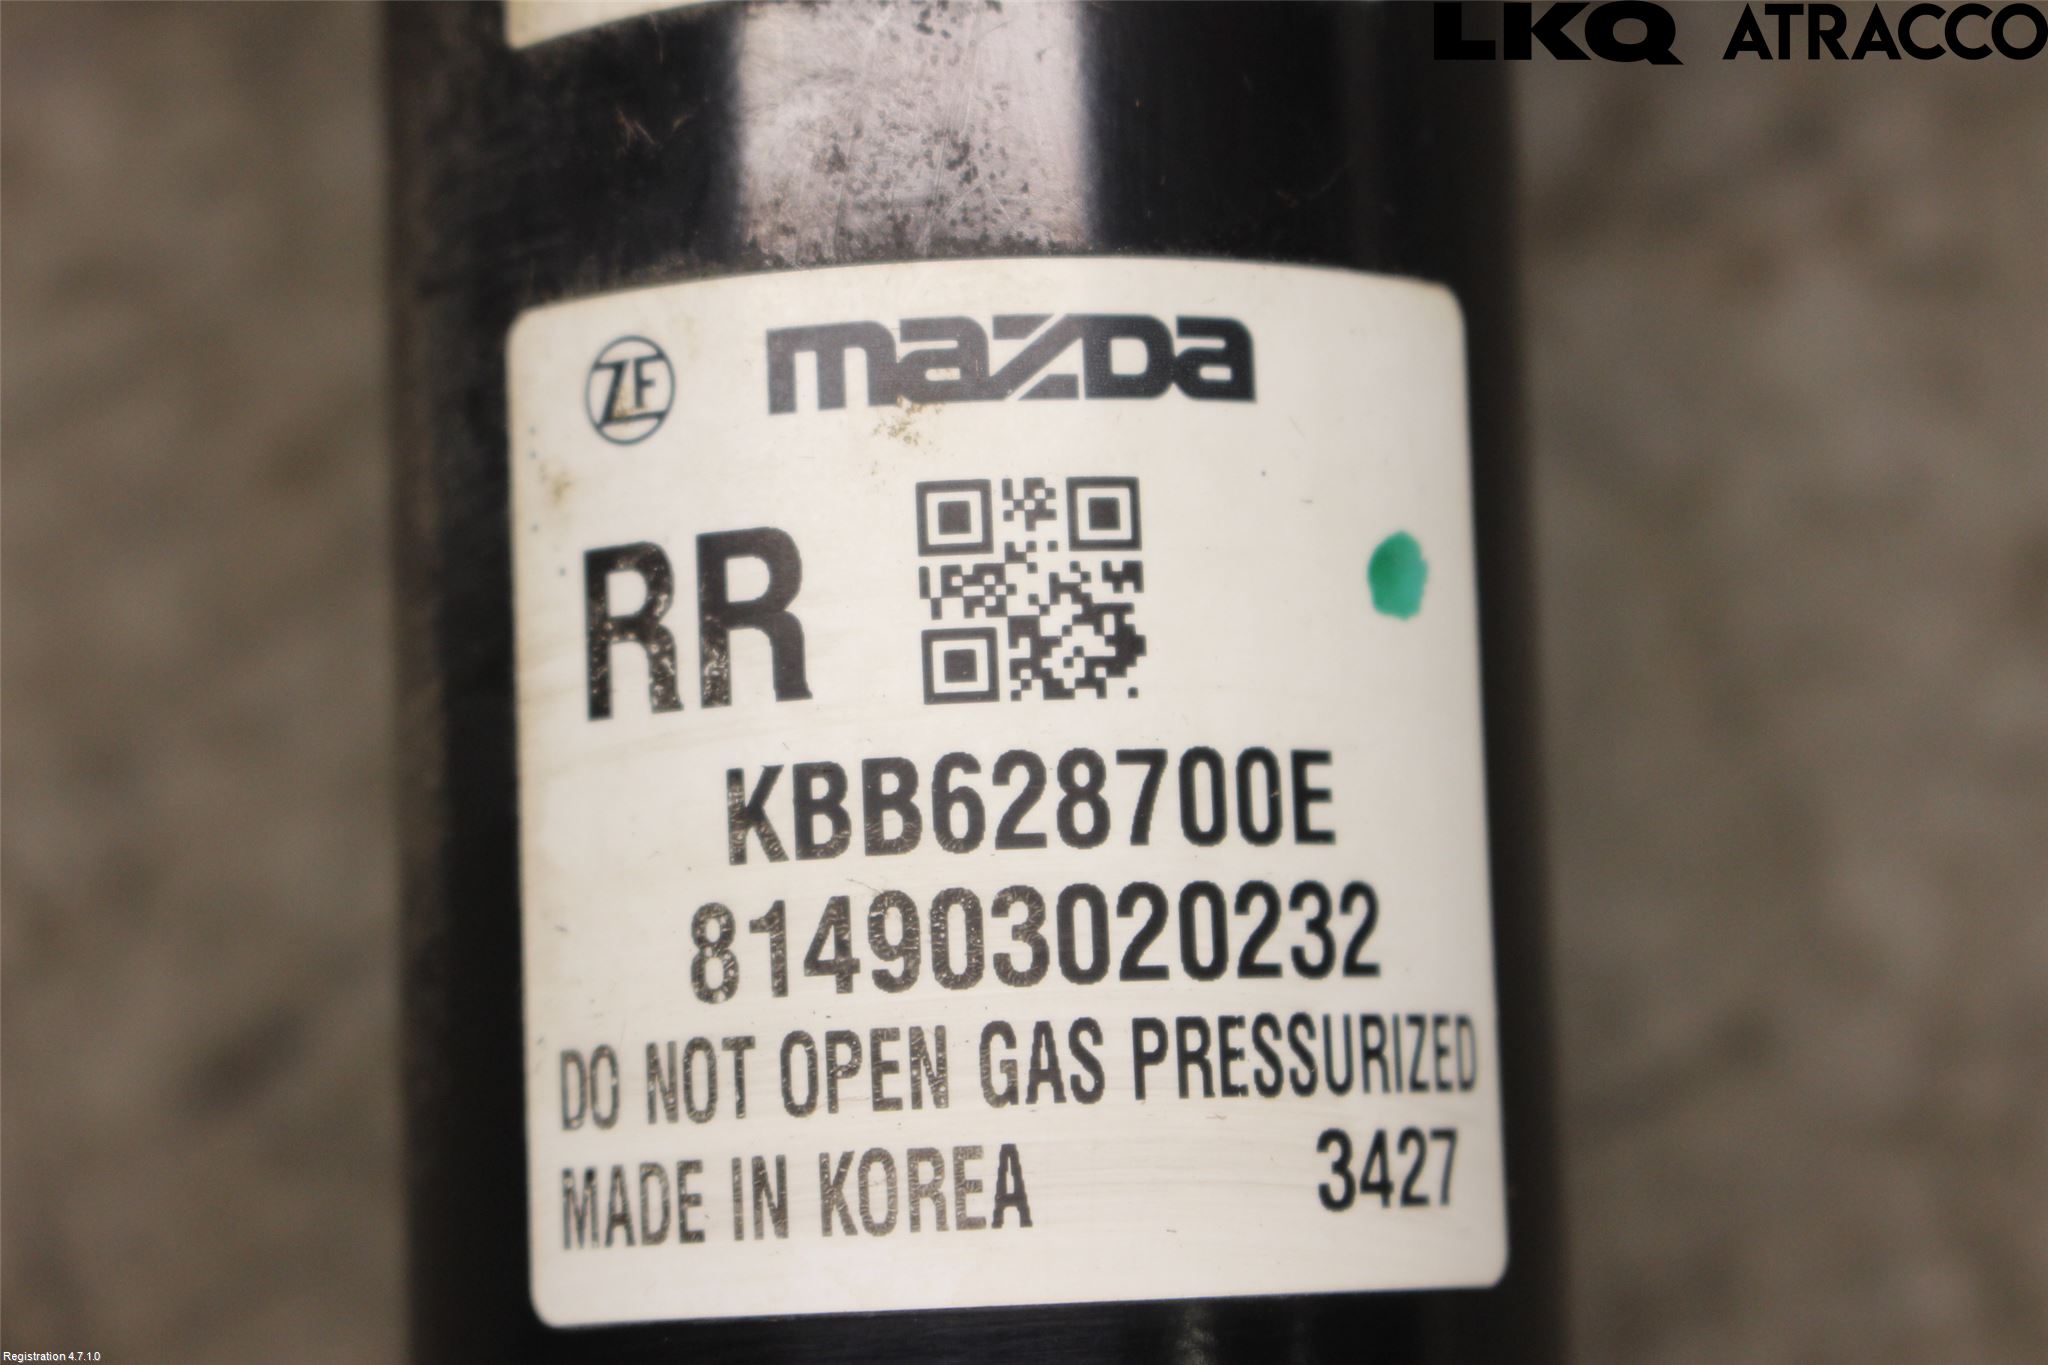 LKQ ATRACCO
ZF mazda
RR
KBB628700E
814903020232
DO NOT OPEN GAS PRESSURIZED
MADE IN KOREA 3427
Registration 4.7.1.0